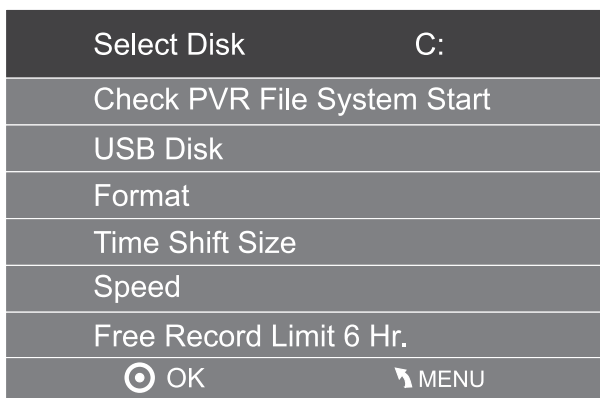 Select Disk C:
Check PVR File System Start
USB Disk
Format
Time Shift Size
Speed
Free Record Limit 6 Hr.
OK MENU